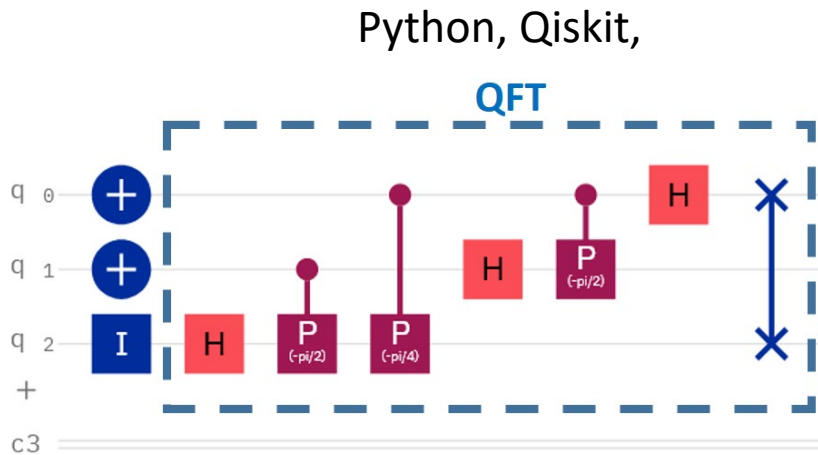 Python, Qiskit,
QFT
q 0 + P H
q 1 + H P (-pi/2)
q 2 I H P (-pi/2) P (-pi/4)
+
c3